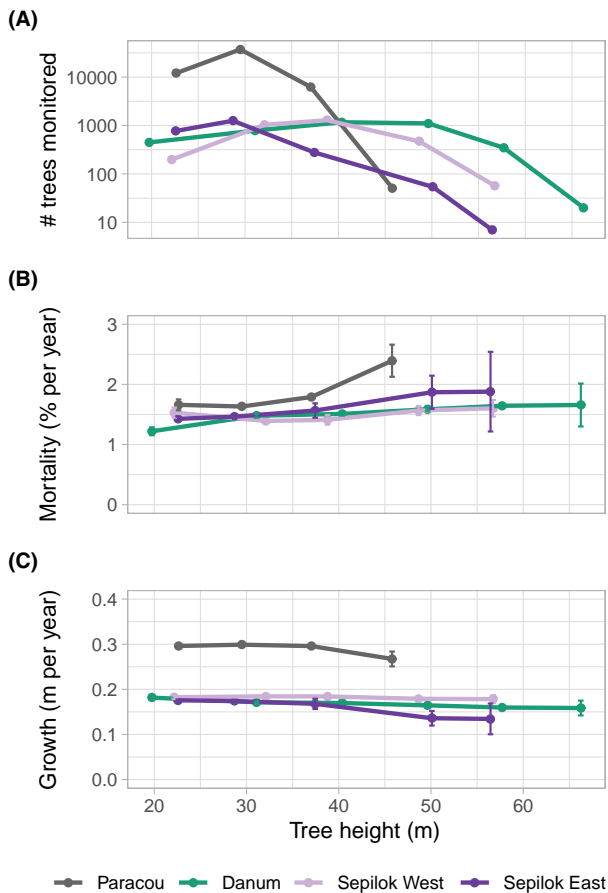 (A)
# trees monitored
10000
1000
100
10
(B)
Mortality (% per year)
3
2
1
0
(C)
Growth (m per year)
0.4
0.3
0.2
0.1
0.0
20 30 40 50 60
Tree height (m)
Paracou Danum Sepilok West Sepilok East